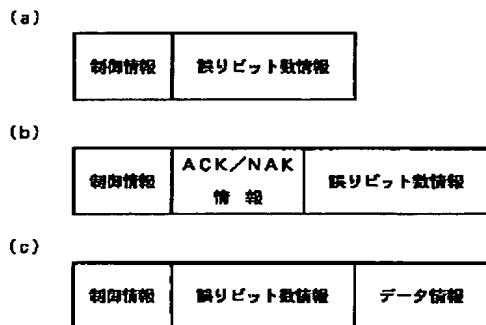 (a)
制御情報 誤りビット数情報
(b)
制御情報 ACK/NAK 情報 誤りビット数情報
(c)
制御情報 誤りビット数情報 データ情報